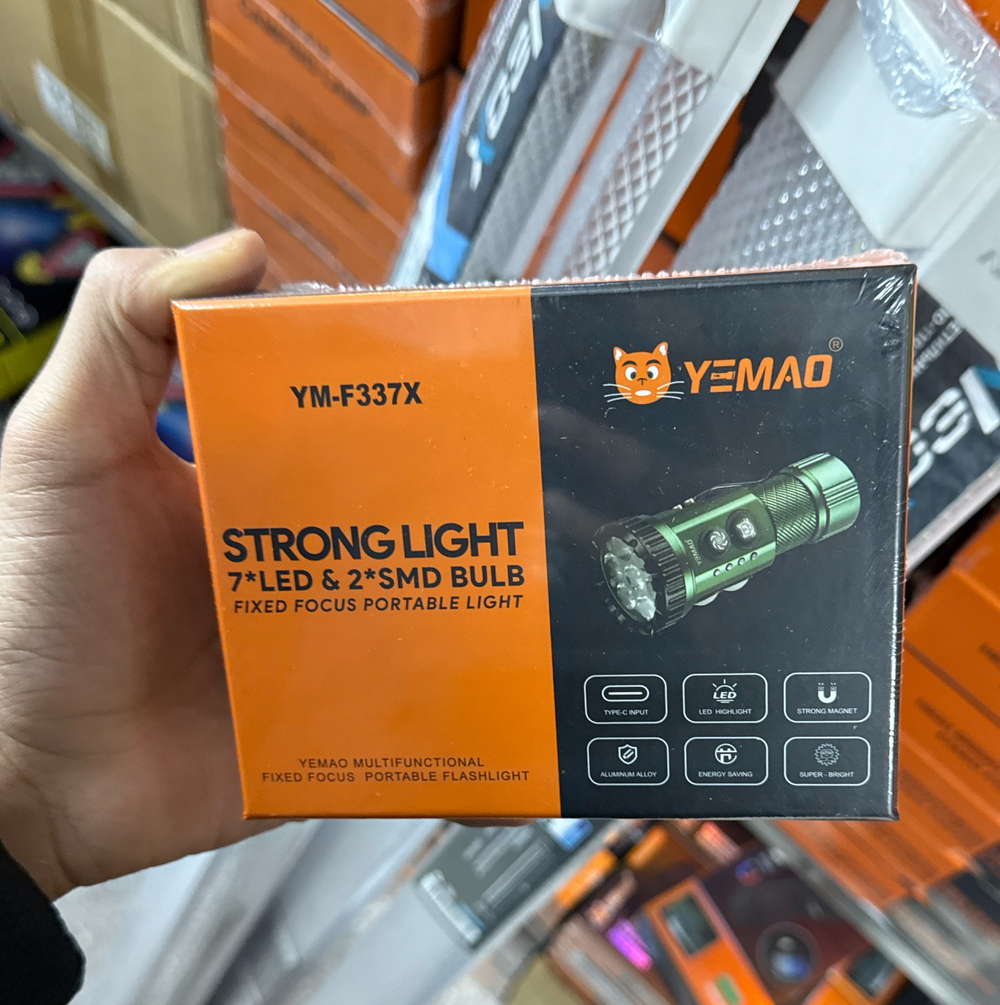 YM-F337X
STRONG LIGHT
7*LED & 2*SMD BULB
FIXED FOCUS PORTABLE LIGHT
YEMAO MULTIFUNCTIONAL
FIXED FOCUS PORTABLE FLASHLIGHT
YEMAO®
YEMAO
TYPE-C INPUT
LED
LED HIGHLIGHT
STRONG MAGNET
ALUMINUM ALLOY
ENERGY SAVING
SUPER - BRIGHT